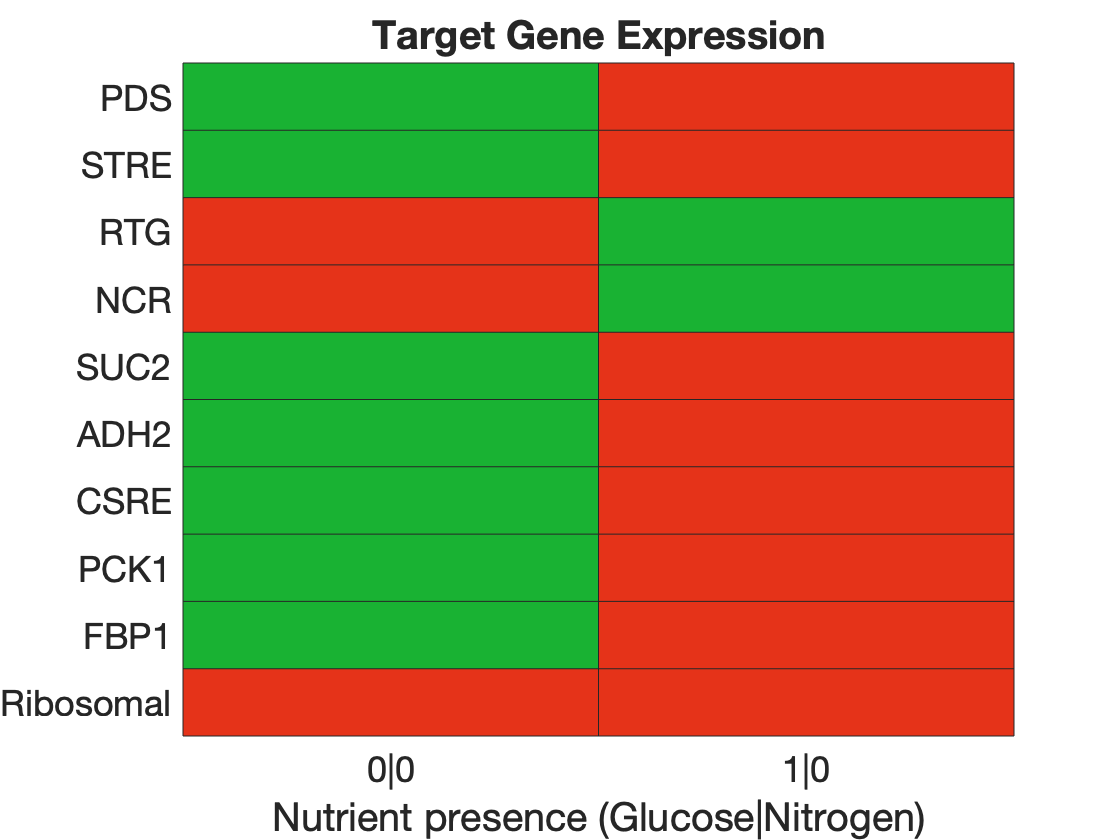 Target Gene Expression
PDS
STRE
RTG
NCR
SUC2
ADH2
CSRE
PCK1
FBP1
Ribosomal
0|0
1|0
Nutrient presence (Glucose|Nitrogen)